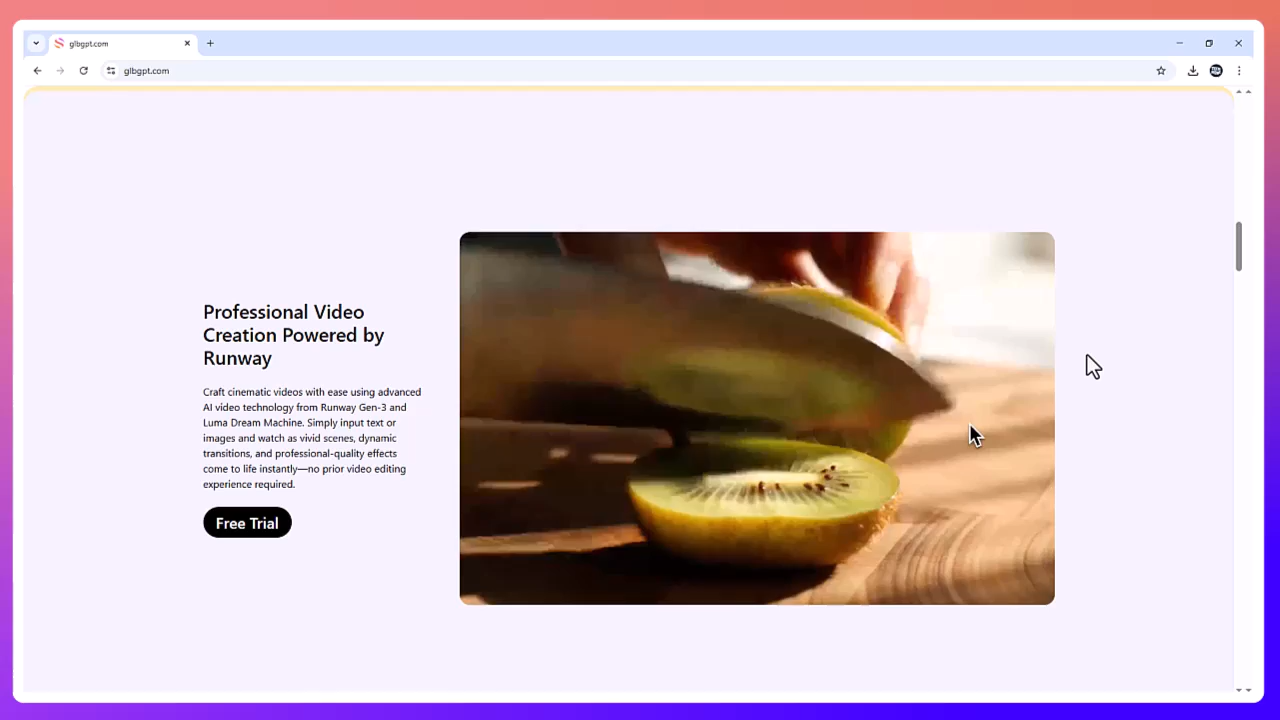 glbgpt.com
glbgpt.com
Professional Video
Creation Powered by
Runway
Craft cinematic videos with ease using advanced
AI video technology from Runway Gen-3 and
Luma Dream Machine. Simply input text or
images and watch as vivid scenes, dynamic
transitions, and professional-quality effects
come to life instantly—no prior video editing
experience required.
Free Trial